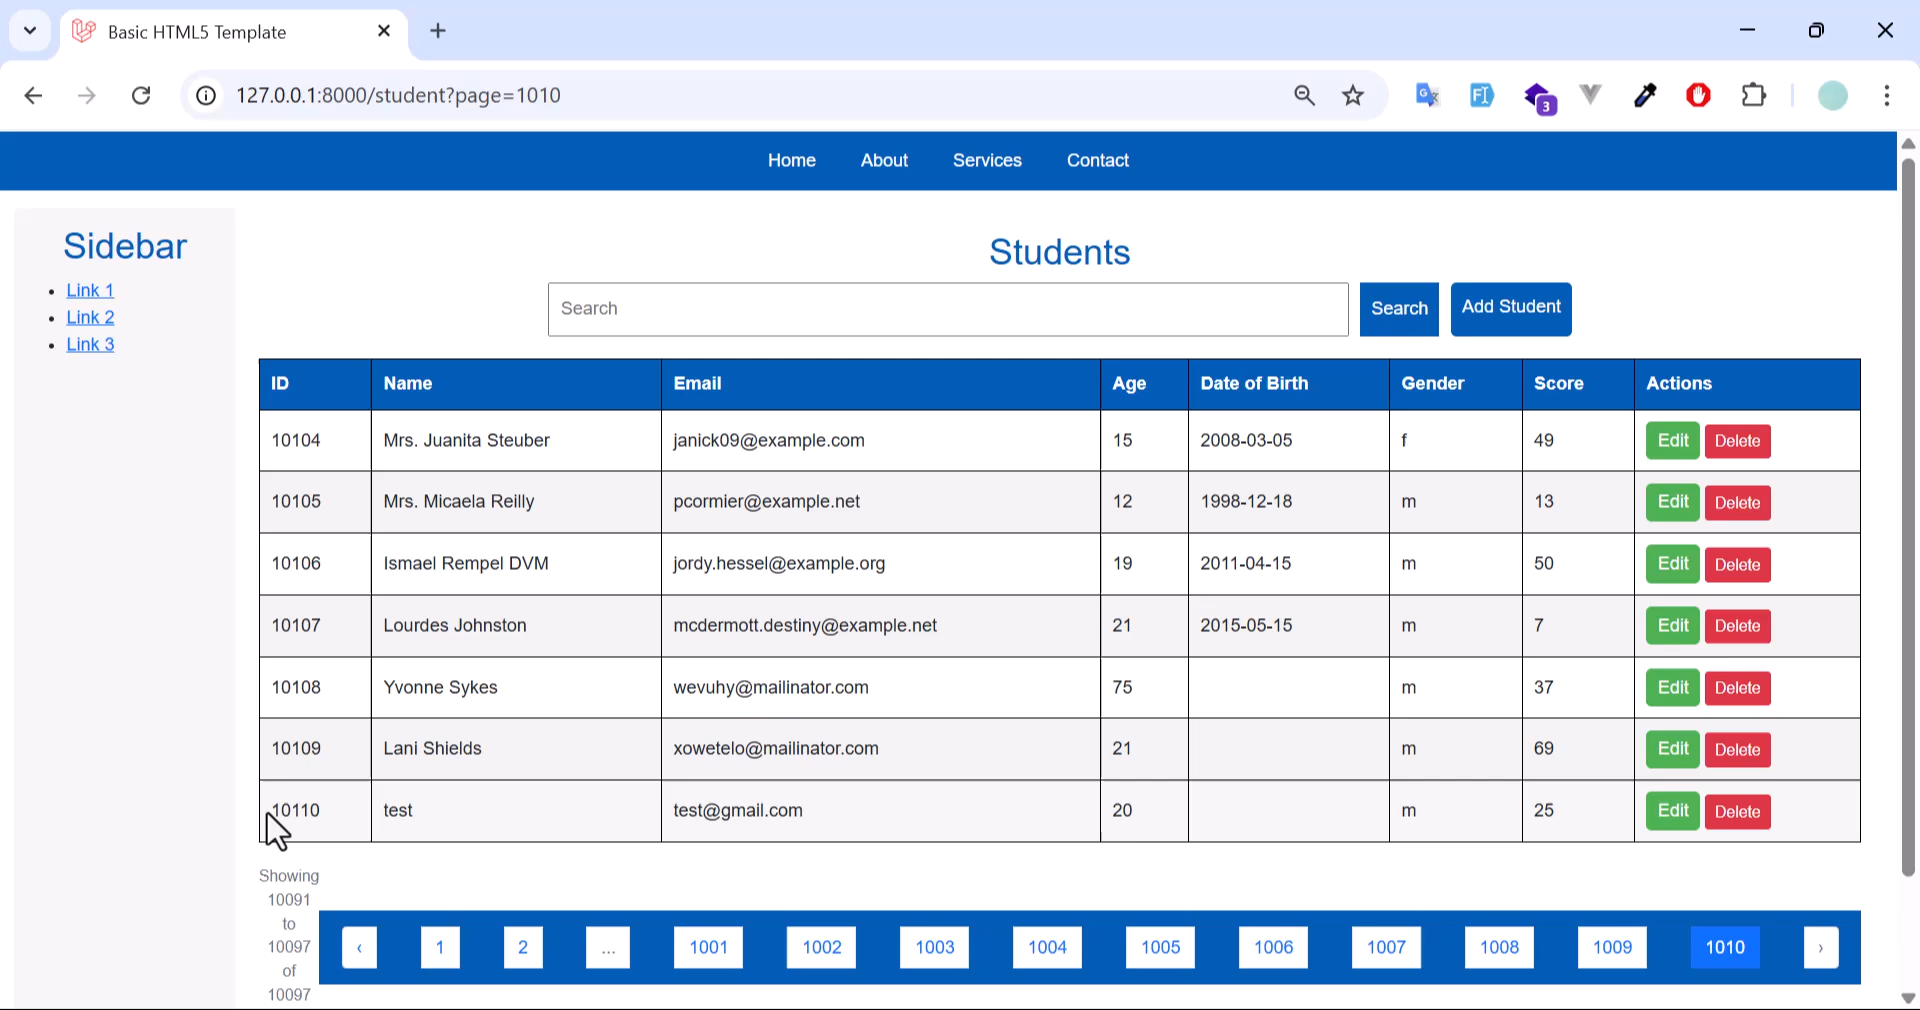 Basic HTML5 Template
127.0.0.1:8000/student?page=1010
3
Home About Services Contact
Sidebar
Link 1
Link 2
Link 3
Students
Search Search Add Student
ID Name Email Age Date of Birth Gender Score Actions
10104 Mrs. Juanita Steuber janick09@example.com 15 2008-03-05 f 49 Edit Delete
10105 Mrs. Micaela Reilly pcormier@example.net 12 1998-12-18 m 13 Edit Delete
10106 Ismael Rempel DVM jordy.hessel@example.org 19 2011-04-15 m 50 Edit Delete
10107 Lourdes Johnston mcdermott.destiny@example.net 21 2015-05-15 m 7 Edit Delete
10108 Yvonne Sykes wevuhy@mailinator.com 75 m 37 Edit Delete
10109 Lani Shields xowetelo@mailinator.com 21 m 69 Edit Delete
10110 test test@gmail.com 20 m 25 Edit Delete
Showing
10091
to
10097
of
10097
‹ 1 2 ... 1001 1002 1003 1004 1005 1006 1007 1008 1009 1010 ›